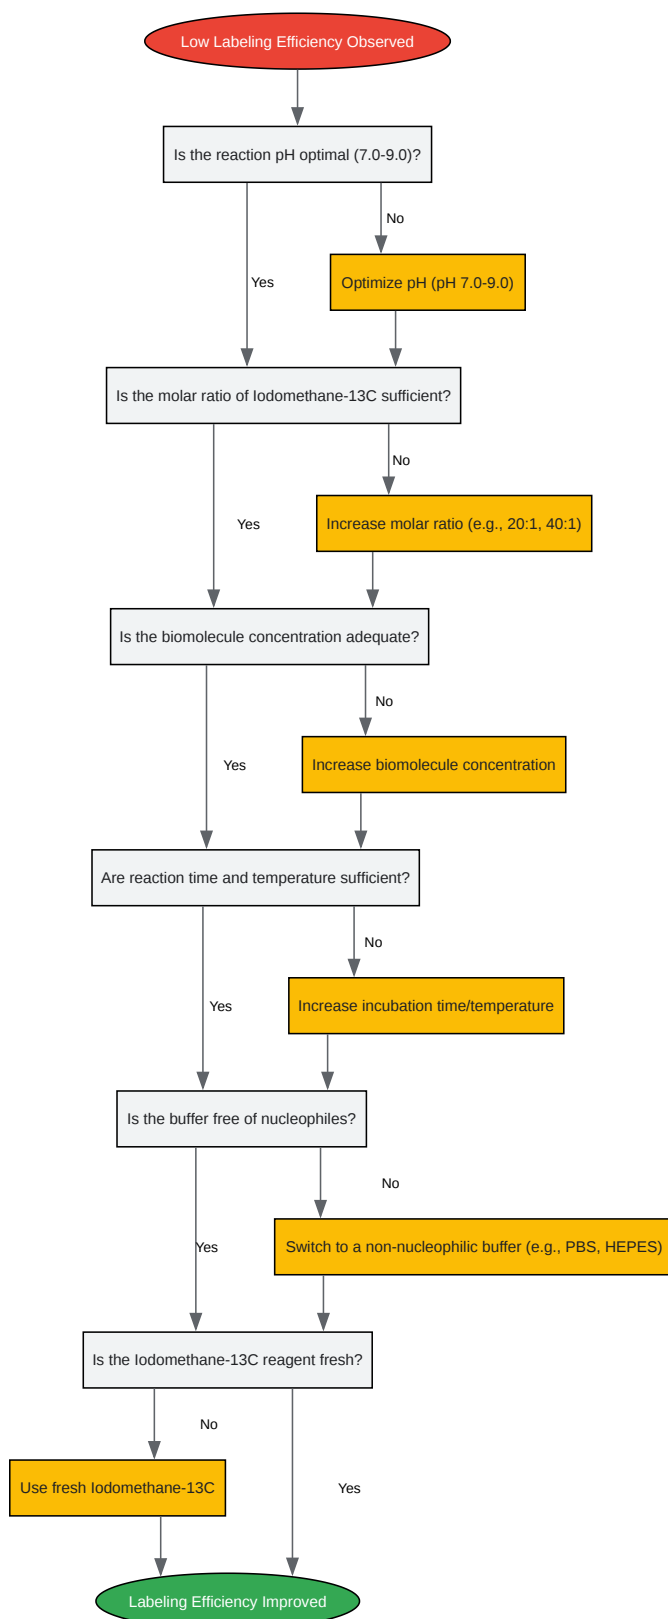 Low Labeling Efficiency Observed
Is the reaction pH optimal (7.0-9.0)?
No
Yes
Optimize pH (pH 7.0-9.0)
Is the molar ratio of Iodomethane-13C sufficient?
No
Yes
Increase molar ratio (e.g., 20:1, 40:1)
Is the biomolecule concentration adequate?
No
Yes
Increase biomolecule concentration
Are reaction time and temperature sufficient?
No
Yes
Increase incubation time/temperature
Is the buffer free of nucleophiles?
No
Yes
Switch to a non-nucleophilic buffer (e.g., PBS, HEPES)
Is the Iodomethane-13C reagent fresh?
No
Use fresh Iodomethane-13C
Yes
Labeling Efficiency Improved